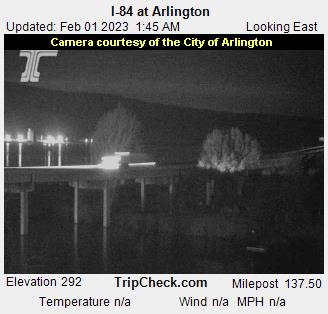 I-84 at Arlington
Updated: Feb 01 2023 1:45 AM Looking East
Camera courtesy of the City of Arlington
Elevation 292 TripCheck.com Milepost 137.50
Temperature n/a Wind n/a MPH n/a